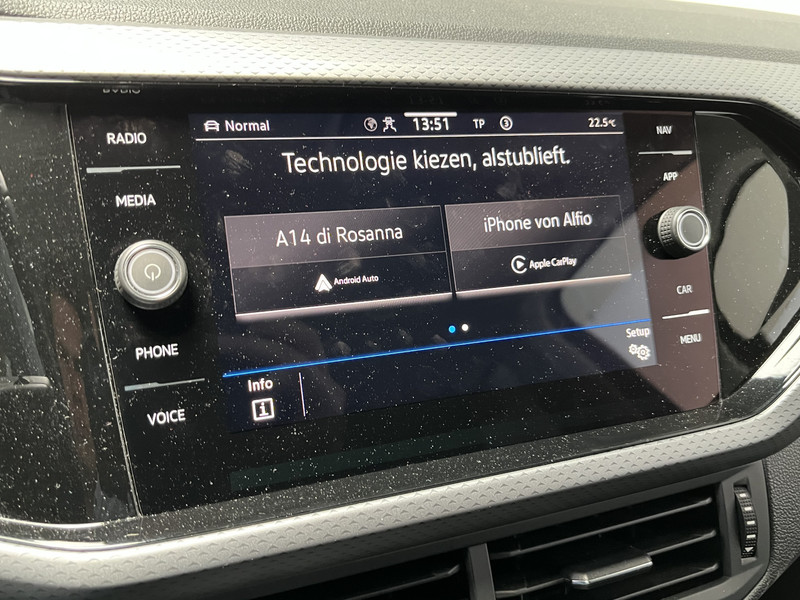 RADIO
MEDIA
PHONE
VOICE
Normal
13:51
TP
3
22.5°C
Technologie kiezen, alstublieft.
A14 di Rosanna
Android Auto
iPhone von Alfio
Apple CarPlay
Info
i
Setup
NAV
APP
CAR
MENU